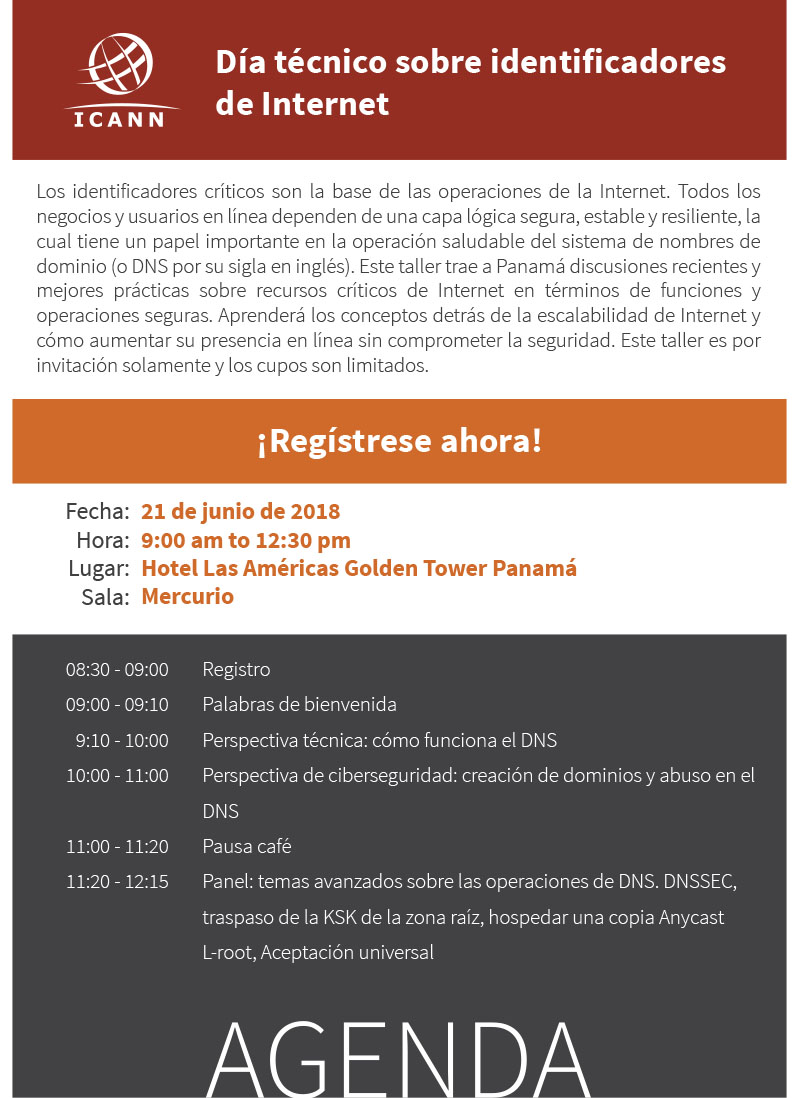 ICANN
Día técnico sobre identificadores
de Internet
Los identificadores críticos son la base de las operaciones de la Internet. Todos los
negocios y usuarios en línea dependen de una capa lógica segura, estable y resiliente, la
cual tiene un papel importante en la operación saludable del sistema de nombres de
dominio (o DNS por su sigla en inglés). Este taller trae a Panamá discusiones recientes y
mejores prácticas sobre recursos críticos de Internet en términos de funciones y
operaciones seguras. Aprenderá los conceptos detrás de la escalabilidad de Internet y
cómo aumentar su presencia en línea sin comprometer la seguridad. Este taller es por
invitación solamente y los cupos son limitados.
¡Regístrese ahora!
Fecha: 21 de junio de 2018
Hora: 9:00 am to 12:30 pm
Lugar: Hotel Las Américas Golden Tower Panamá
Sala: Mercurio
08:30 - 09:00 Registro
09:00 - 09:10 Palabras de bienvenida
9:10 - 10:00 Perspectiva técnica: cómo funciona el DNS
10:00 - 11:00 Perspectiva de ciberseguridad: creación de dominios y abuso en el
DNS
11:00 - 11:20 Pausa café
11:20 - 12:15 Panel: temas avanzados sobre las operaciones de DNS. DNSSEC,
traspaso de la KSK de la zona raíz, hospedar una copia Anycast
L-root, Aceptación universal
AGENDA